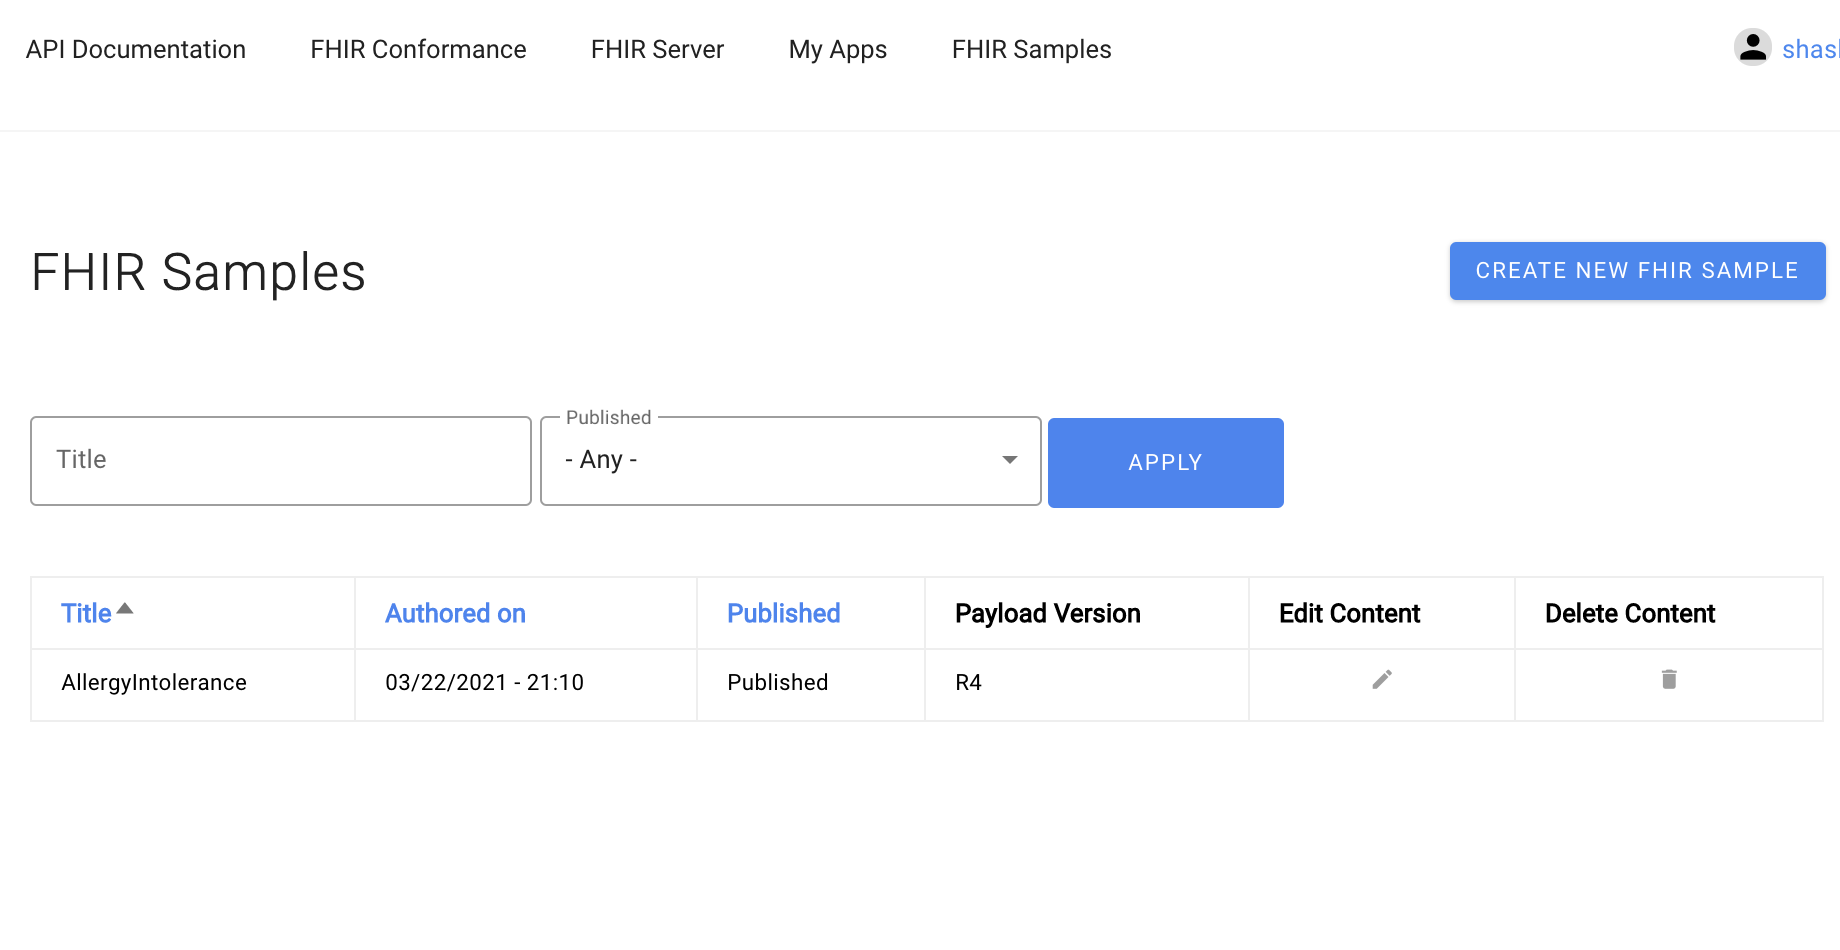 API Documentation FHIR Conformance FHIR Server My Apps FHIR Samples
FHIR Samples
CREATE NEW FHIR SAMPLE
Published
Title - Any - APPLY
Title Authored on Published Payload Version Edit Content Delete Content
AllergyIntolerance 03/22/2021 - 21:10 Published R4